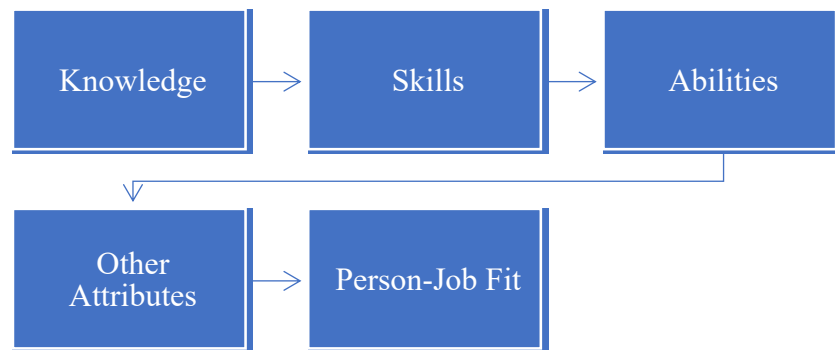 Knowledge
Skills
Abilities
Other
Attributes
Person-Job Fit